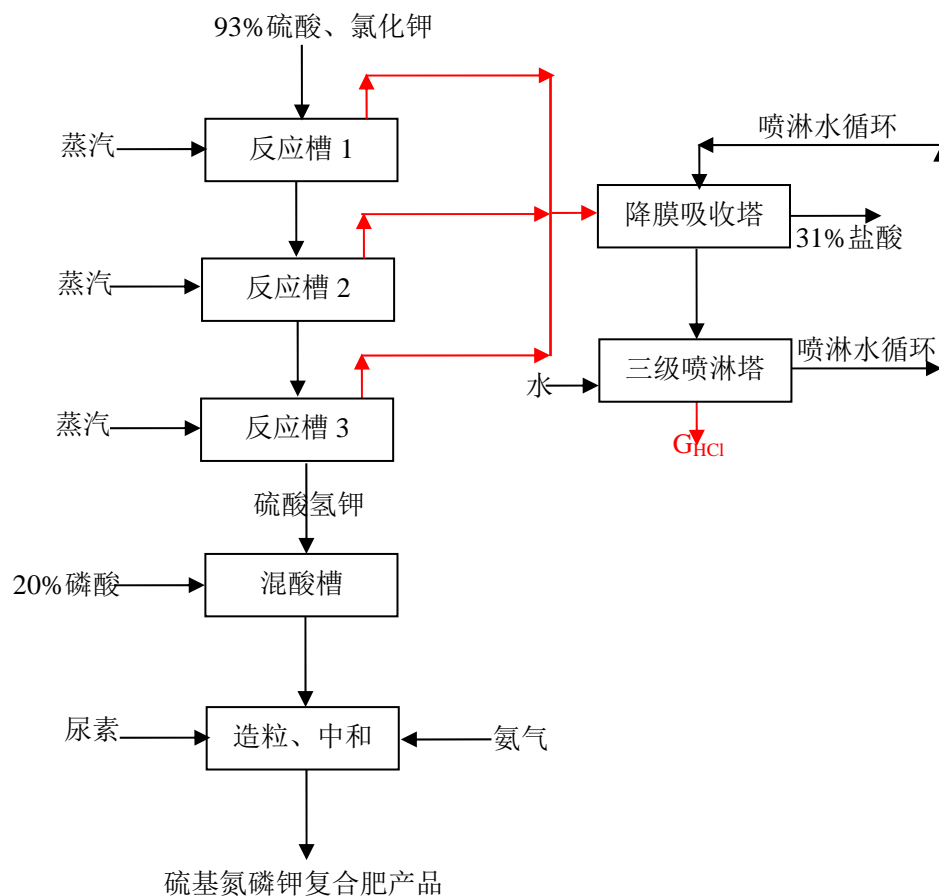 93%硫酸、氯化钾
蒸汽
反应槽 1
喷淋水循环
降膜吸收塔
31%盐酸
蒸汽
反应槽 2
喷淋水循环
三级喷淋塔
水
蒸汽
反应槽 3
GHCl
硫酸氢钾
20%磷酸
混酸槽
尿素
造粒、中和
氨气
硫基氮磷钾复合肥产品